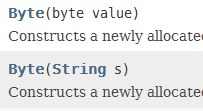 Byte(byte value)
Constructs a newly allocated
Byte(String s)
Constructs a newly allocated